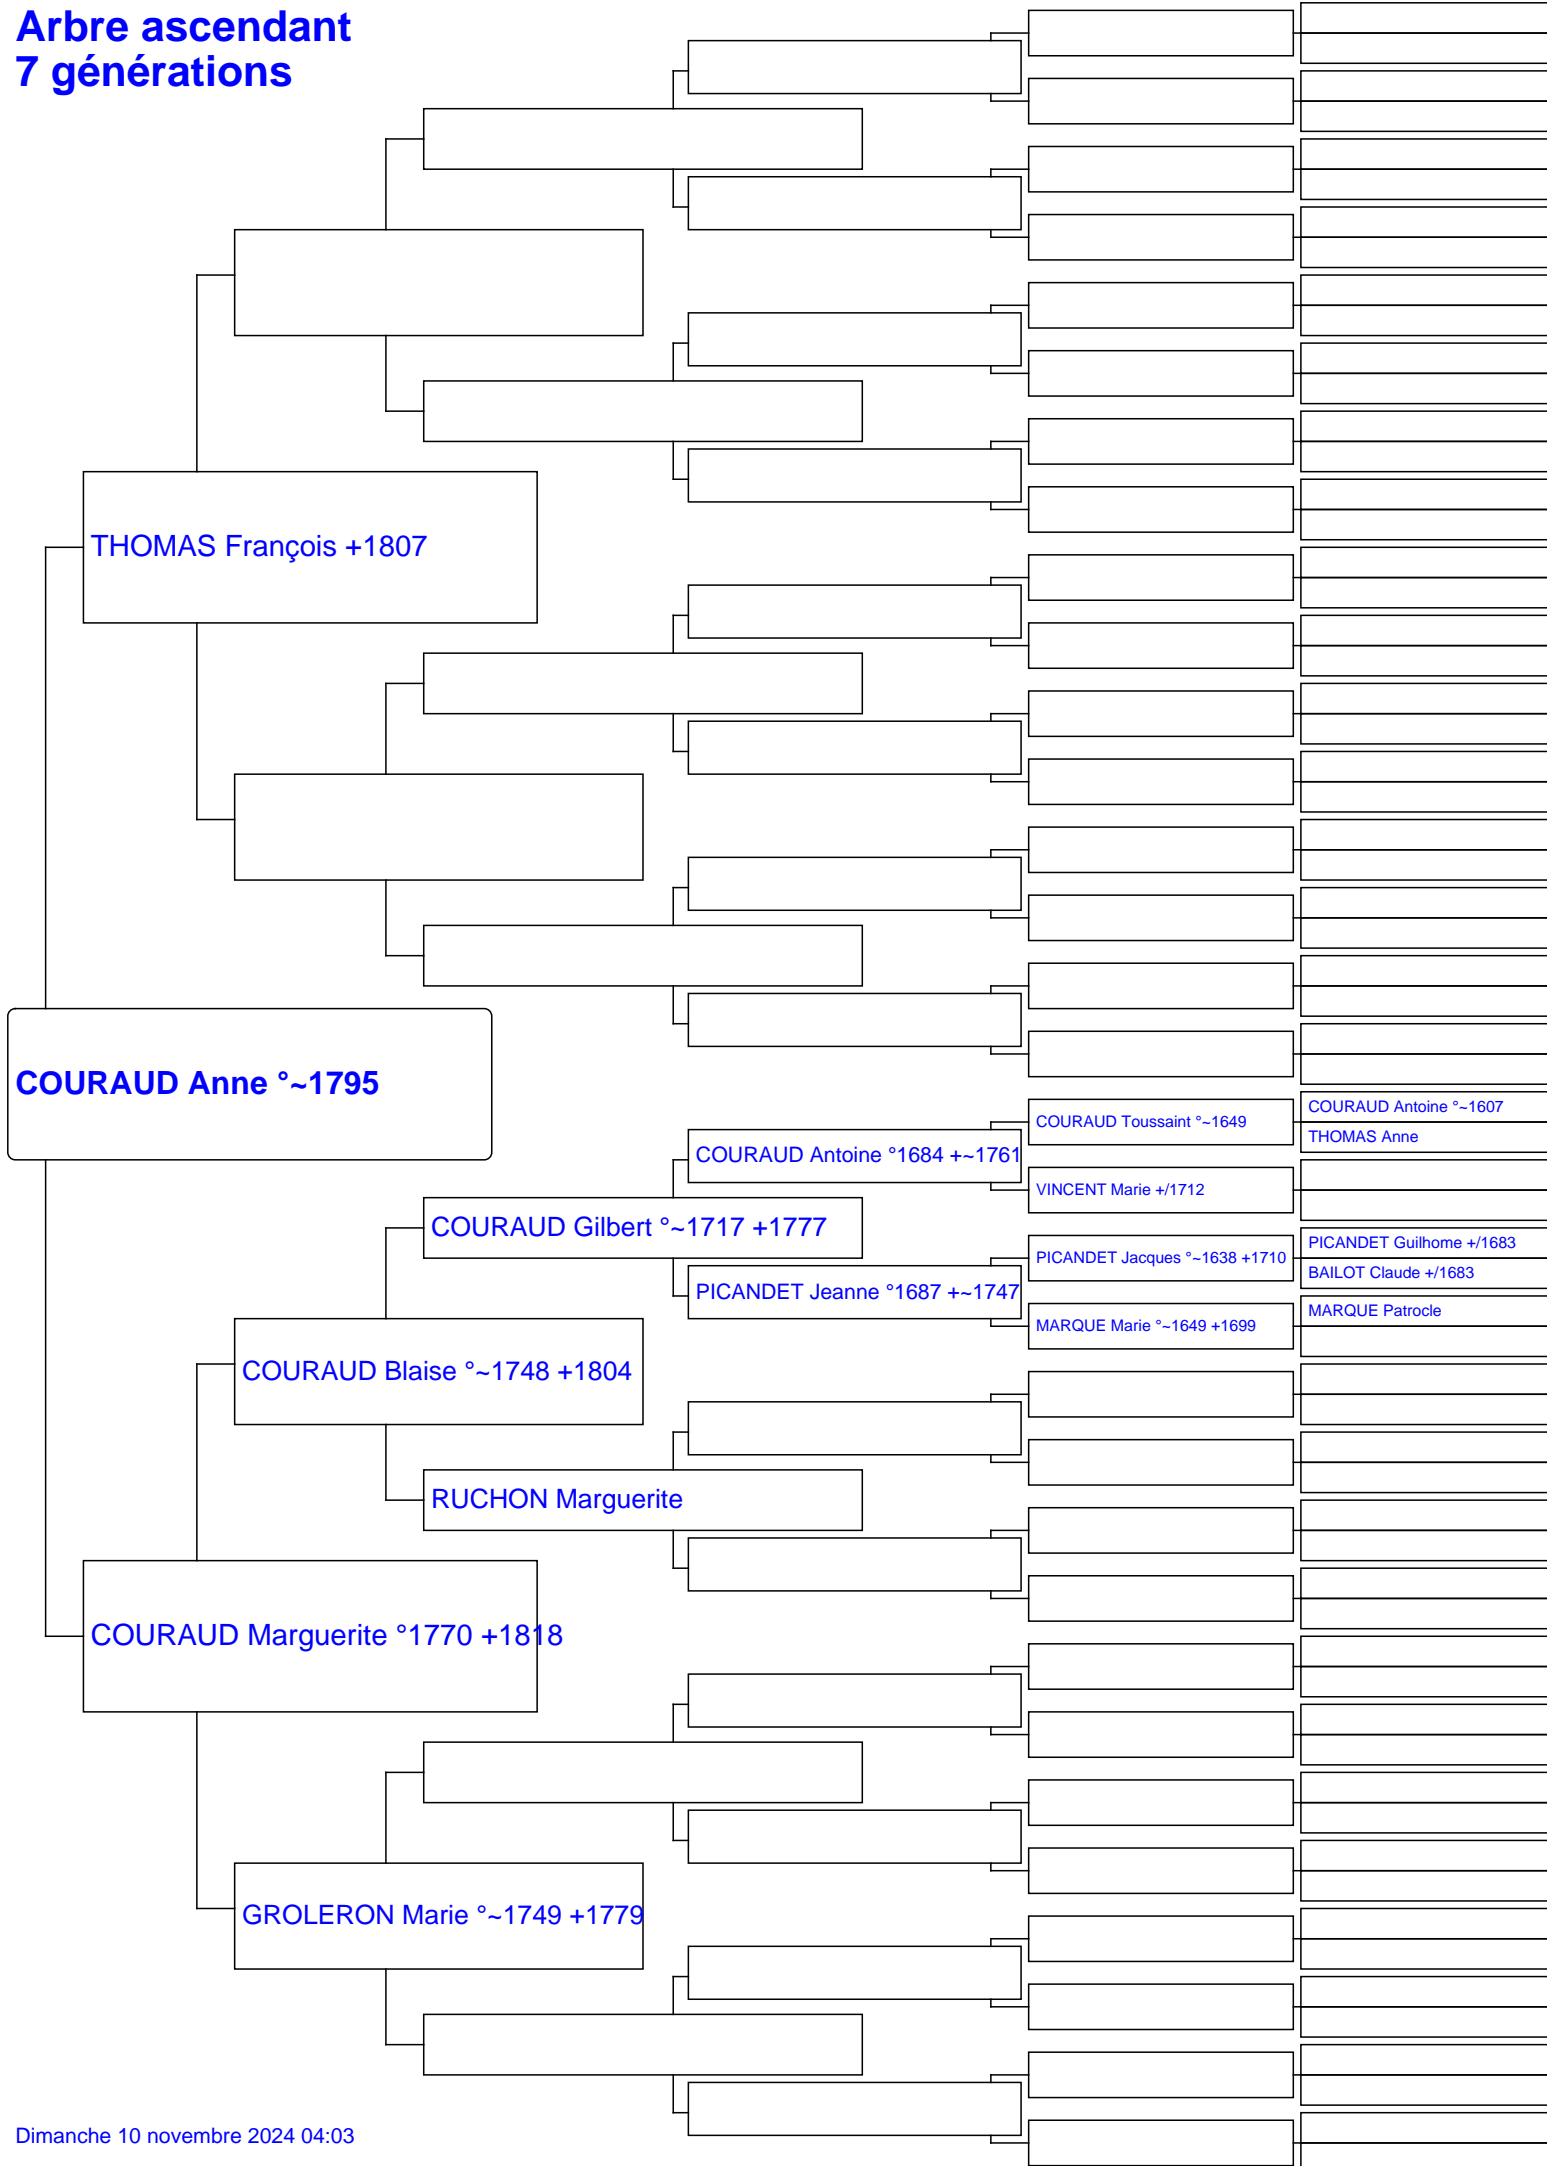 Arbre ascendant
7 générations
THOMAS François +1807
COURAUD Anne °~1795
COURAUD Antoine °~1607
COURAUD Toussaint °~1649
THOMAS Anne
COURAUD Antoine °1684 +~1761
VINCENT Marie +/1712
COURAUD Gilbert °~1717 +1777
PICANDET Guilhome +/1683
PICANDET Jacques °~1638 +1710
BAILOT Claude +/1683
PICANDET Jeanne °1687 +~1747
MARQUE Patrocle
MARQUE Marie °~1649 +1699
COURAUD Blaise °~1748 +1804
RUCHON Marguerite
COURAUD Marguerite °1770 +1818
GROLERON Marie °~1749 +1779
Dimanche 10 novembre 2024 04:03